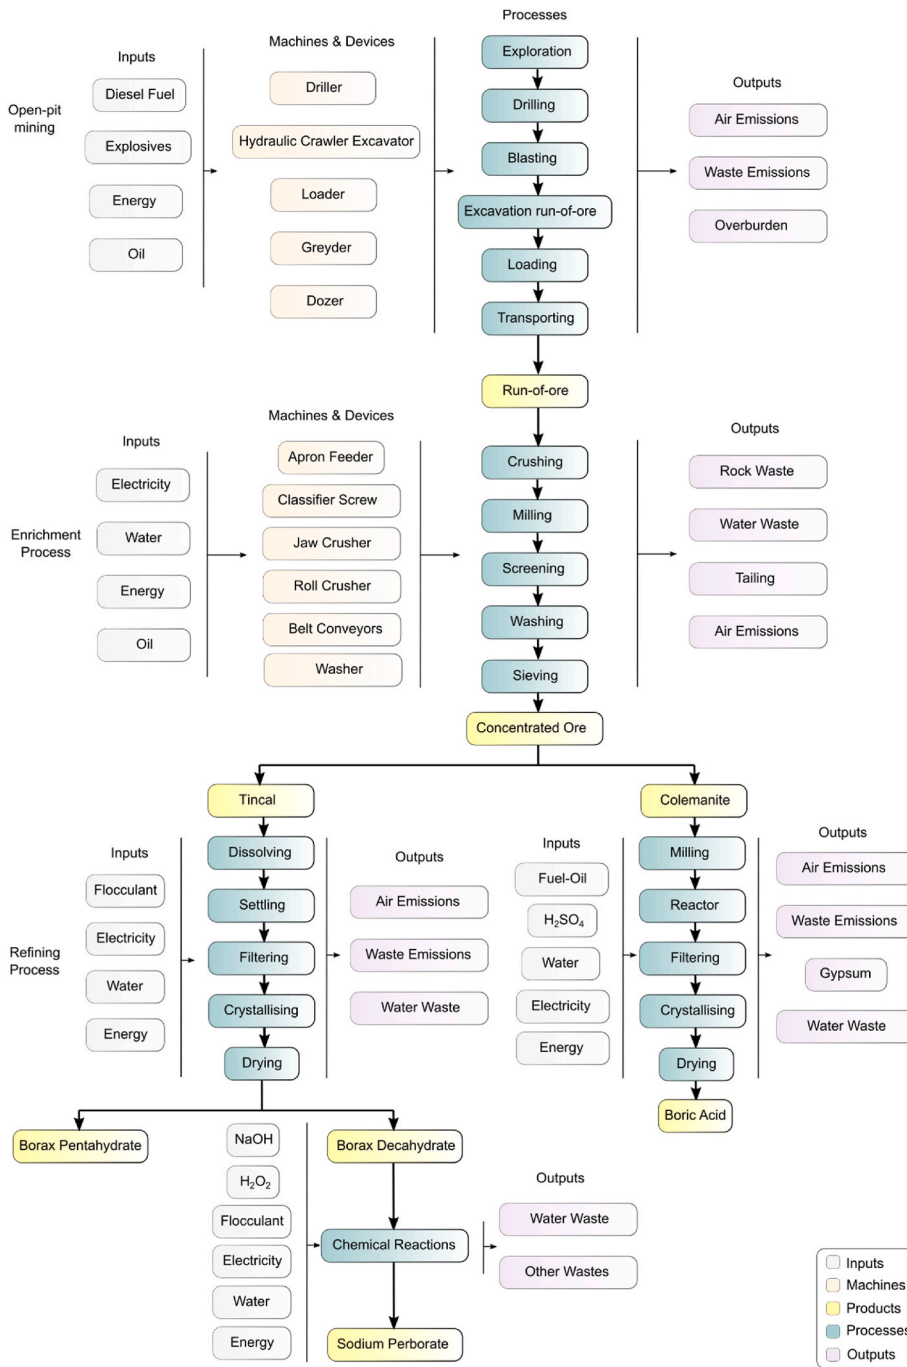 Processes
Machines & Devices
Inputs
Outputs
Open-pit
mining
Diesel Fuel
Explosives
Energy
Oil
Driller
Hydraulic Crawler Excavator
Loader
Greyder
Dozer
Exploration
Drilling
Blasting
Excavation run-of-ore
Loading
Transporting
Air Emissions
Waste Emissions
Overburden
Run-of-ore
Machines & Devices
Inputs
Outputs
Enrichment
Process
Electricity
Water
Energy
Oil
Apron Feeder
Classifier Screw
Jaw Crusher
Roll Crusher
Belt Conveyors
Washer
Crushing
Milling
Screening
Washing
Sieving
Rock Waste
Water Waste
Tailing
Air Emissions
Concentrated Ore
Tincal
Colemanite
Refining
Process
Inputs
Flocculant
Electricity
Water
Energy
Dissolving
Settling
Filtering
Crystallising
Drying
Outputs
Air Emissions
Waste Emissions
Water Waste
Inputs
Fuel-Oil
H₂SO₄
Water
Electricity
Energy
Milling
Reactor
Filtering
Crystallising
Drying
Outputs
Air Emissions
Waste Emissions
Gypsum
Water Waste
Boric Acid
Borax Pentahydrate
Borax Decahydrate
NaOH
H₂O₂
Flocculant
Electricity
Water
Energy
Chemical Reactions
Outputs
Water Waste
Other Wastes
Sodium Perborate
Inputs
Machines
Products
Processes
Outputs